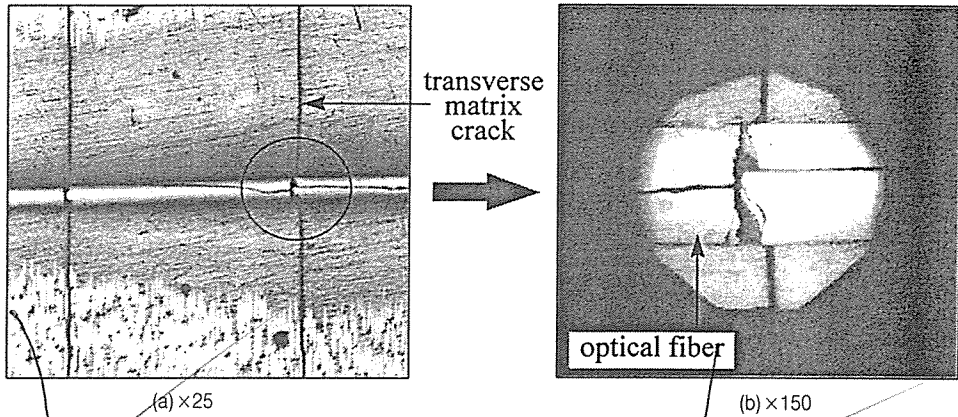 transverse
matrix
crack
optical fiber
(a) ×25
(b) ×150